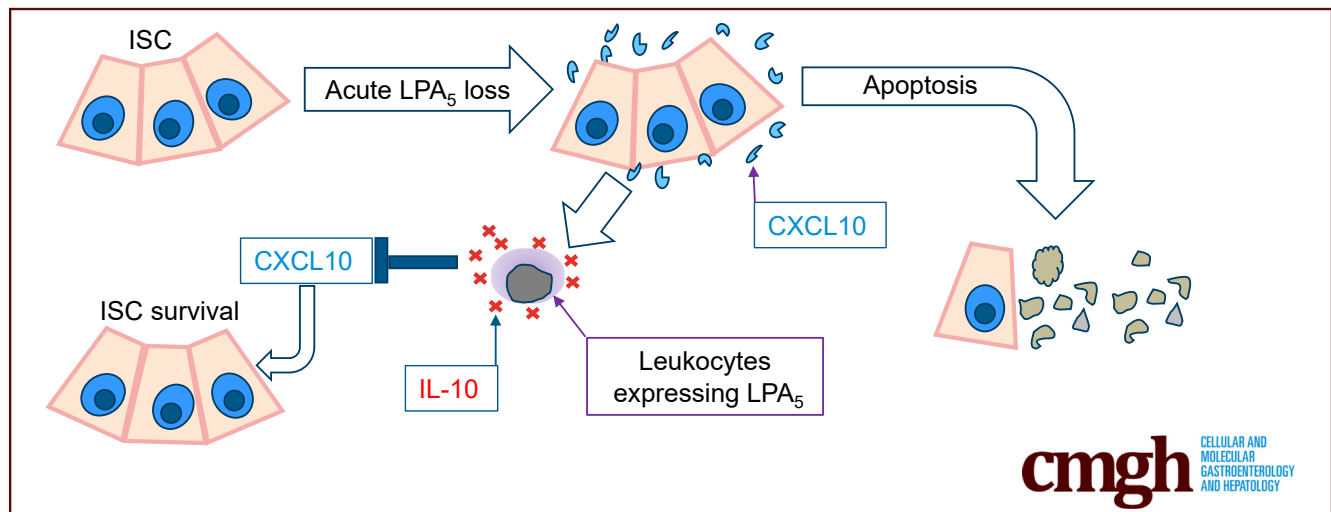 ISC
Acute LPA₅ loss
Apoptosis
CXCL10
CXCL10
ISC survival
IL-10
Leukocytes
expressing LPA₅
cmgh
CELLULAR AND
MOLECULAR
GASTROENTEROLOGY
AND HEPATOLOGY